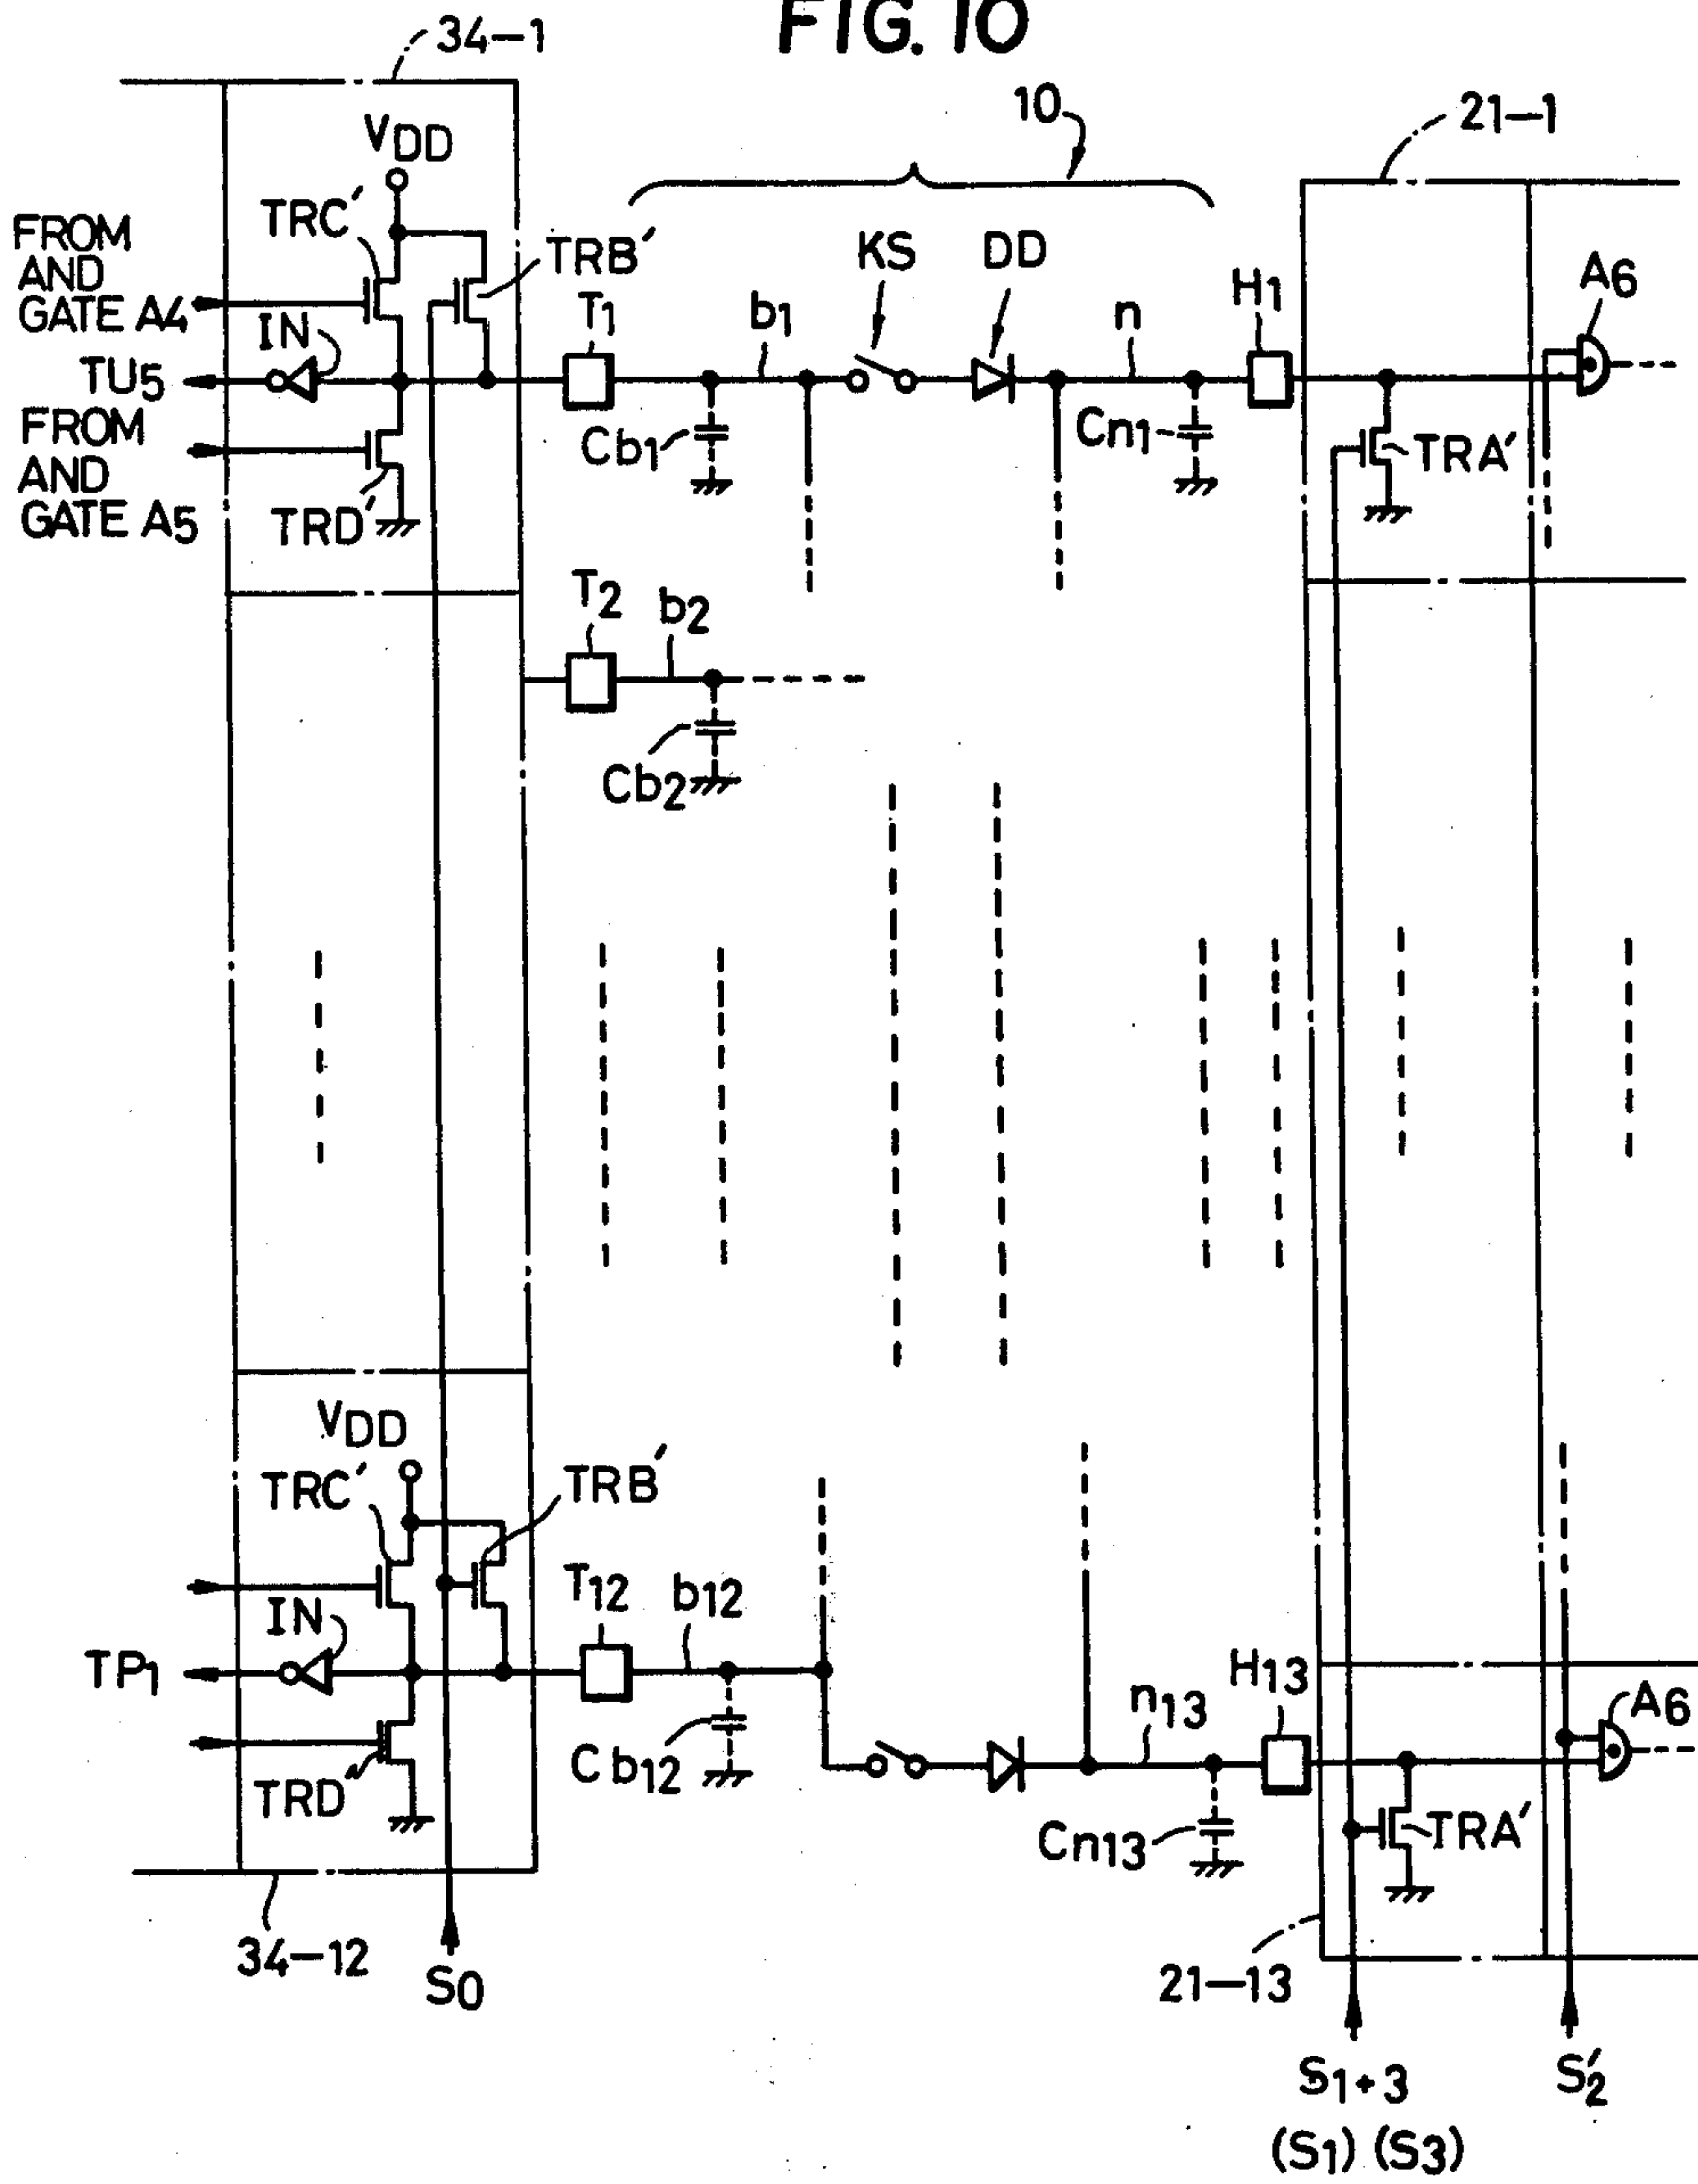 FIG. 10
34-1
10
21-1
VDD
TRC'
TRB'
FROM
AND
GATE A4
KS
DD
A6
T1
b1
n
H1
IN
TU5
FROM
AND
GATE A5
Cb1
Cn1
TRA'
TRD'
T2
b2
Cb2
VDD
TRC'
TRB'
T12
b12
IN
TP1
H13
n13
A6
Cb12
TRD'
Cn13
TRA'
34-12
S0
21-13
S1+3
S'2
(S1) (S3)